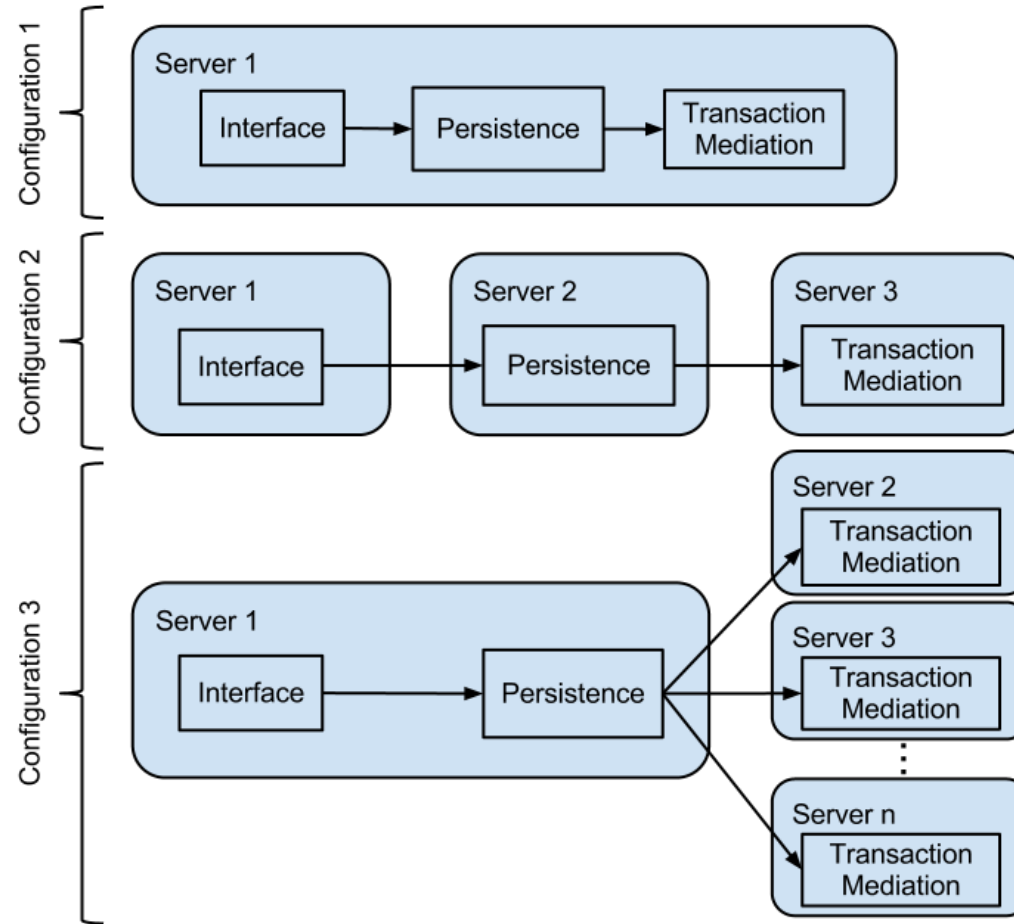 Configuration 1
Server 1
Interface
Persistence
Transaction
Mediation
Configuration 2
Server 1
Interface
Server 2
Persistence
Server 3
Transaction
Mediation
Configuration 3
Server 1
Interface
Persistence
Server 2
Transaction
Mediation
Server 3
Transaction
Mediation
Server n
Transaction
Mediation